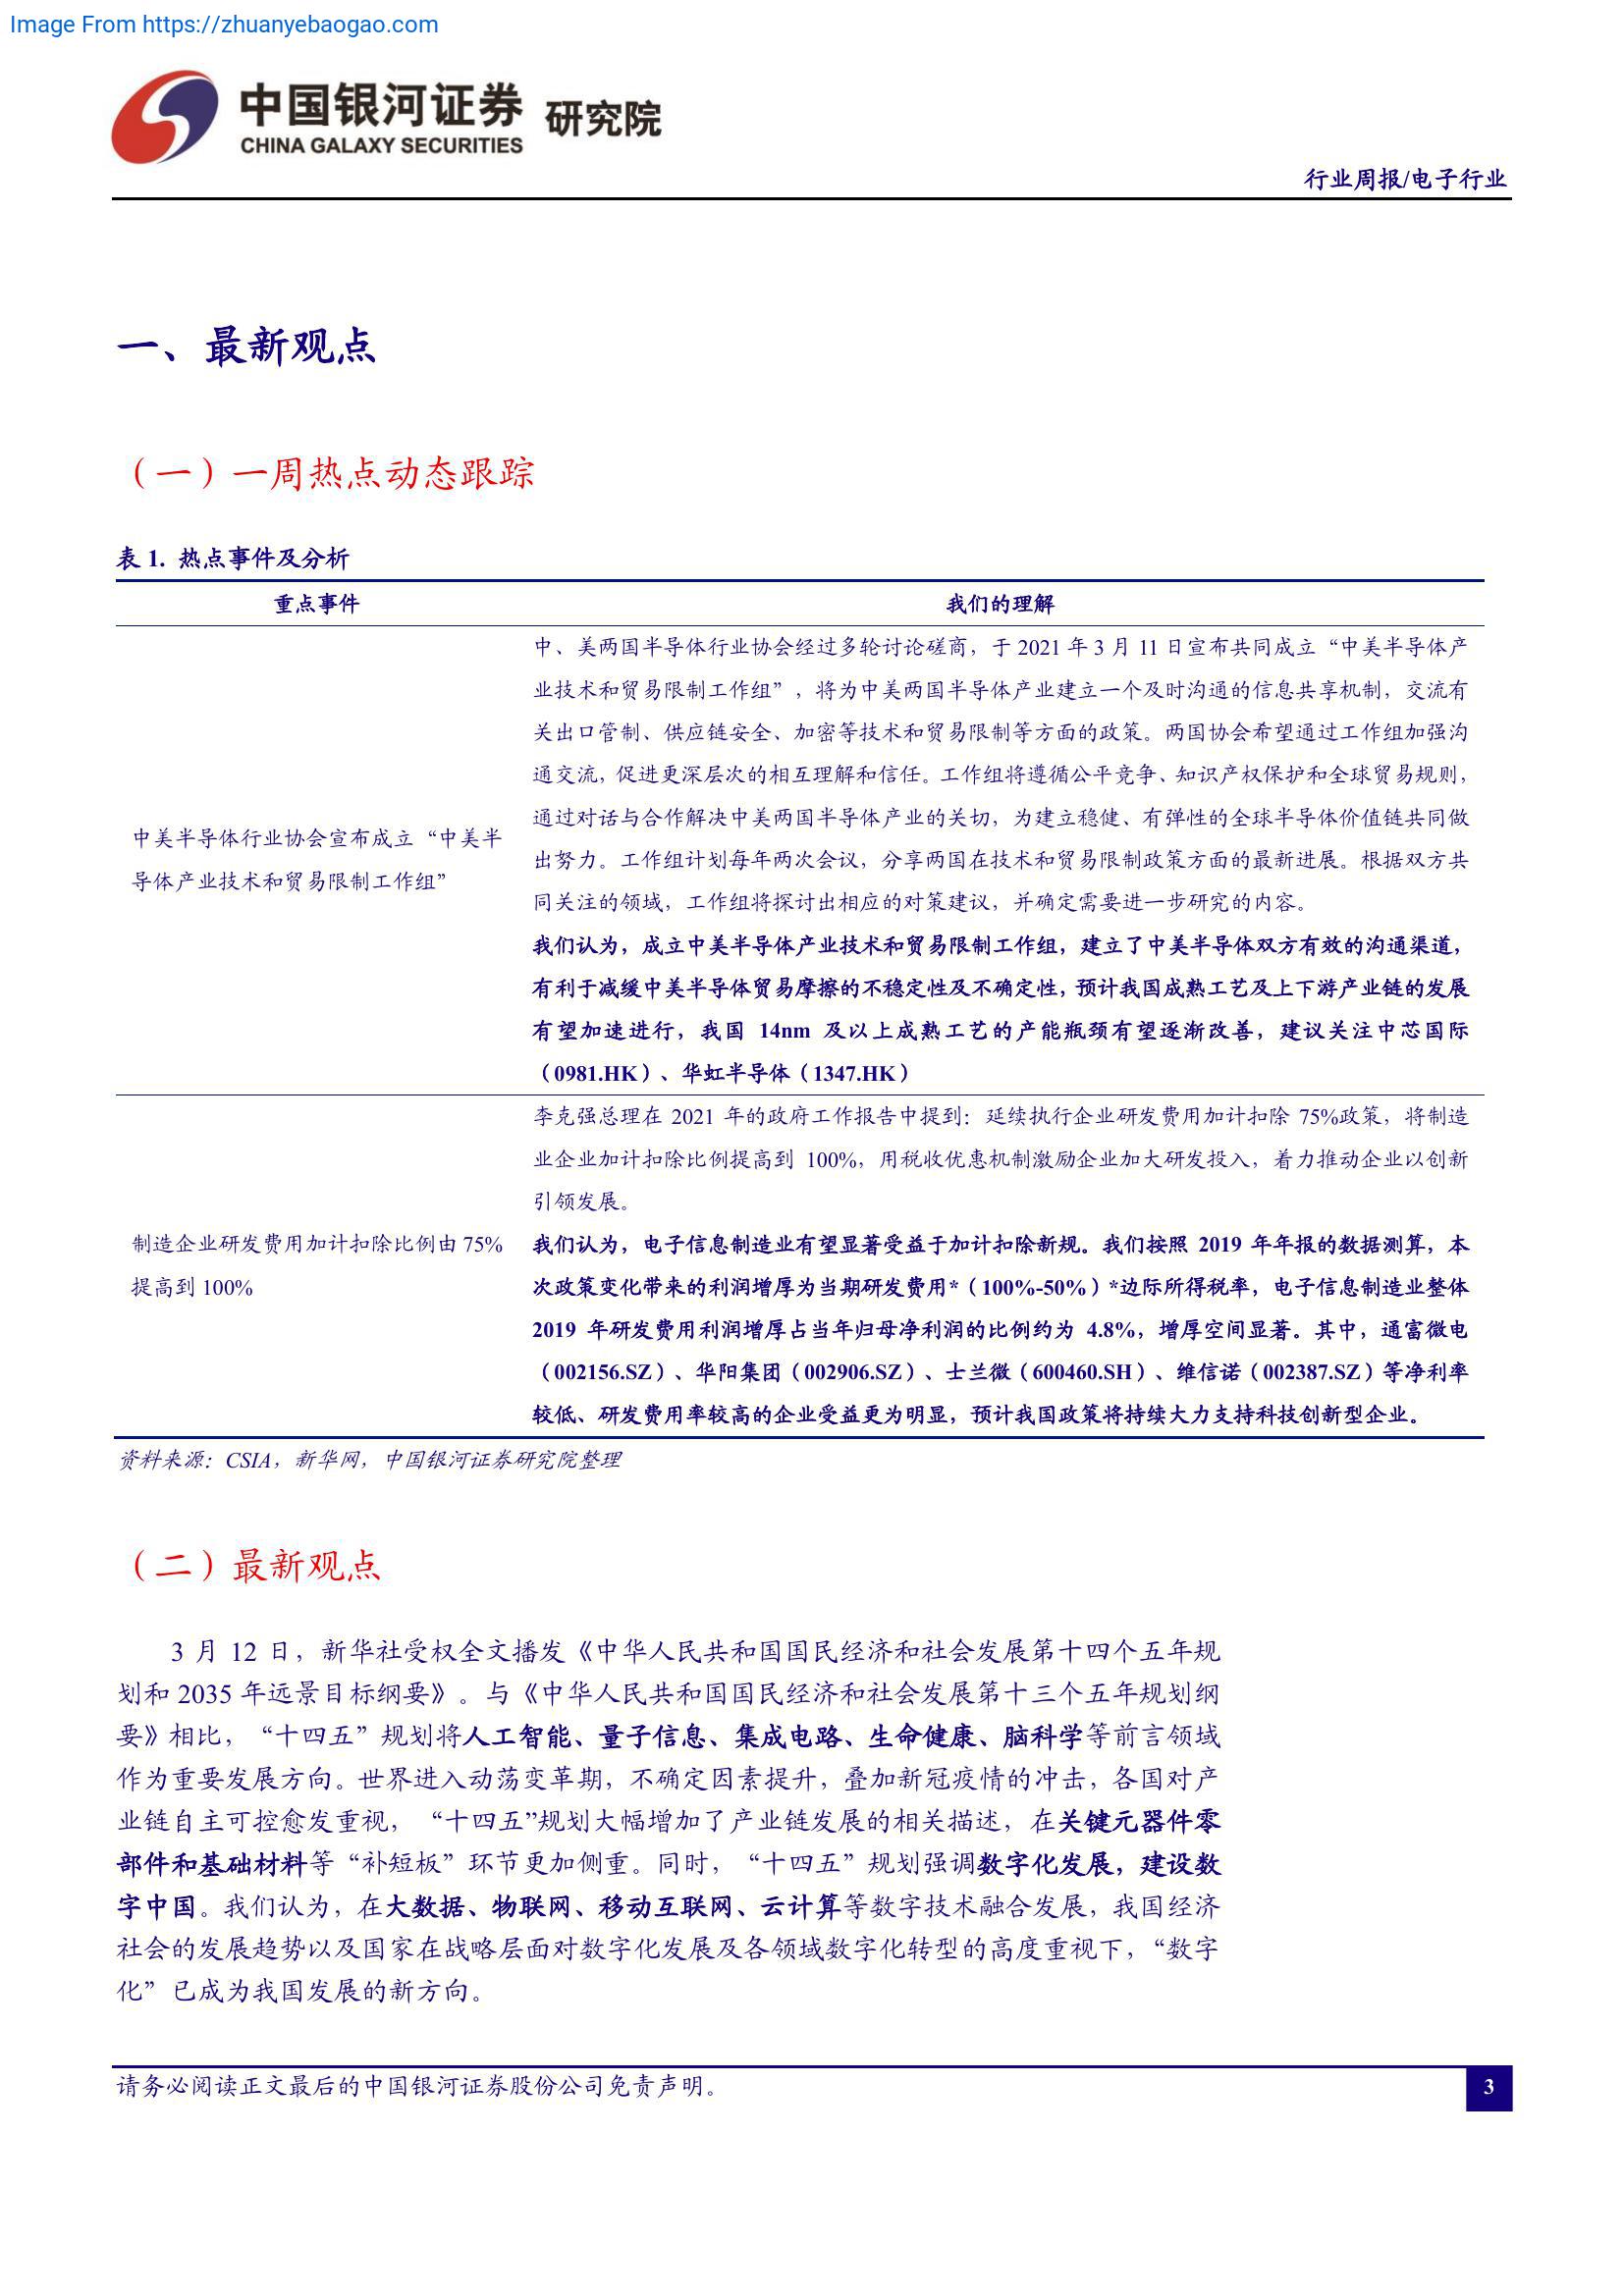 Image From https://zhuanyebaogao.com
中国银河证券 研究院
CHINA GALAXY SECURITIES
行业周报/电子行业
一、最新观点
（一）一周热点动态跟踪
表 1. 热点事件及分析
重点事件 我们的理解
中美半导体行业协会宣布成立“中美半
导体产业技术和贸易限制工作组”
中、美两国半导体行业协会经过多轮讨论磋商，于 2021 年 3 月 11 日宣布共同成立“中美半导体产
业技术和贸易限制工作组”，将为中美两国半导体产业建立一个及时沟通的信息共享机制，交流有
关出口管制、供应链安全、加密等技术和贸易限制等方面的政策。两国协会希望通过工作组加强沟
通交流，促进更深层次的相互理解和信任。工作组将遵循公平竞争、知识产权保护和全球贸易规则，
通过对话与合作解决中美两国半导体产业的关切，为建立稳健、有弹性的全球半导体价值链共同做
出努力。工作组计划每年两次会议，分享两国在技术和贸易限制政策方面的最新进展。根据双方共
同关注的领域，工作组将探讨出相应的对策建议，并确定需要进一步研究的内容。
我们认为，成立中美半导体产业技术和贸易限制工作组，建立了中美半导体双方有效的沟通渠道，
有利于减缓中美半导体贸易摩擦的不稳定性及不确定性，预计我国成熟工艺及上下游产业链的发展
有望加速进行，我国 14nm 及以上成熟工艺的产能瓶颈有望逐渐改善，建议关注中芯国际
（0981.HK）、华虹半导体（1347.HK）
制造企业研发费用加计扣除比例由 75%
提高到 100%
李克强总理在 2021 年的政府工作报告中提到：延续执行企业研发费用加计扣除 75%政策，将制造
业企业加计扣除比例提高到 100%，用税收优惠机制激励企业加大研发投入，着力推动企业以创新
引领发展。
我们认为，电子信息制造业有望显著受益于加计扣除新规。我们按照 2019 年年报的数据测算，本
次政策变化带来的利润增厚为当期研发费用*（100%-50%）*边际所得税率，电子信息制造业整体
2019 年研发费用利润增厚占当年归母净利润的比例约为 4.8%，增厚空间显著。其中，通富微电
（002156.SZ）、华阳集团（002906.SZ）、士兰微（600460.SH）、维信诺（002387.SZ）等净利率
较低、研发费用率较高的企业受益更为明显，预计我国政策将持续大力支持科技创新型企业。
资料来源：CSIA，新华网，中国银河证券研究院整理
（二）最新观点
3 月 12 日，新华社受权全文播发《中华人民共和国国民经济和社会发展第十四个五年规
划和 2035 年远景目标纲要》。与《中华人民共和国国民经济和社会发展第十三个五年规划纲
要》相比，“十四五”规划将人工智能、量子信息、集成电路、生命健康、脑科学等前言领域
作为重要发展方向。世界进入动荡变革期，不确定因素提升，叠加新冠疫情的冲击，各国对产
业链自主可控愈发重视，“十四五”规划大幅增加了产业链发展的相关描述，在关键元器件零
部件和基础材料等“补短板”环节更加侧重。同时，“十四五”规划强调数字化发展，建设数
字中国。我们认为，在大数据、物联网、移动互联网、云计算等数字技术融合发展，我国经济
社会的发展趋势以及国家在战略层面对数字化发展及各领域数字化转型的高度重视下，“数字
化”已成为我国发展的新方向。
请务必阅读正文最后的中国银河证券股份公司免责声明。
3